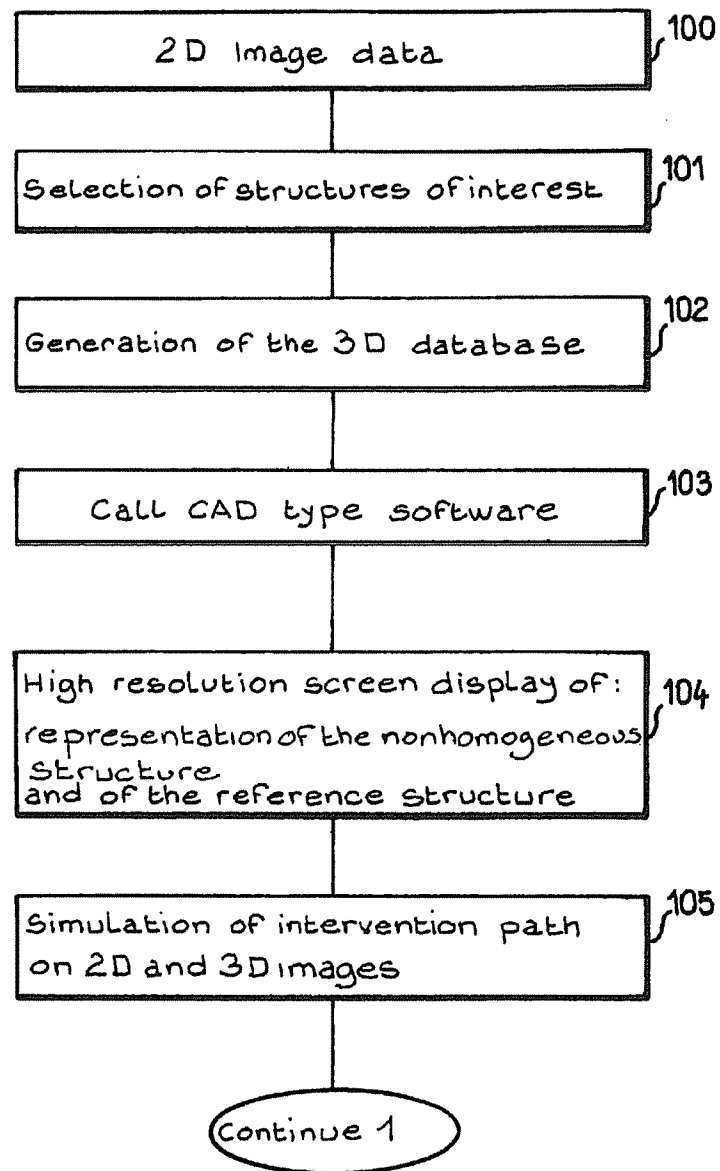 100
2D Image data
101
Selection of structures of interest
102
Generation of the 3D database
103
Call CAD type software
104
High resolution screen display of:
representation of the nonhomogeneous
structure
and of the reference structure
105
Simulation of intervention path
on 2D and 3D images
Continue 1